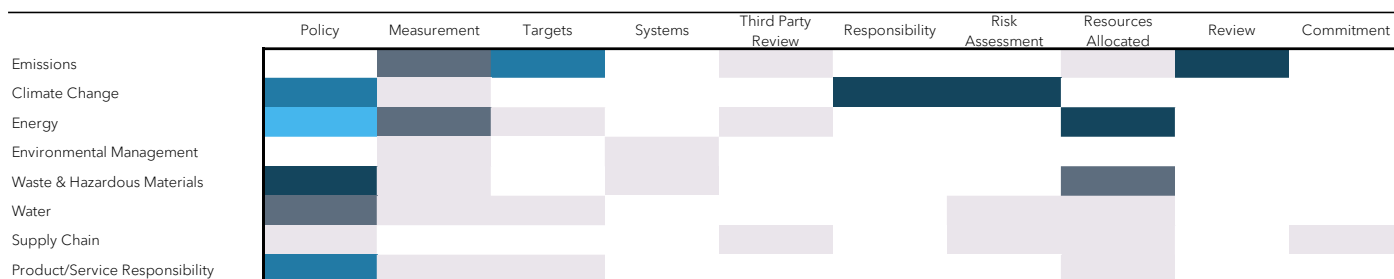 Policy Measurement Targets Systems Third Party Review Responsibility Risk Assessment Resources Allocated Review Commitment
Emissions
Climate Change
Energy
Environmental Management
Waste & Hazardous Materials
Water
Supply Chain
Product/Service Responsibility